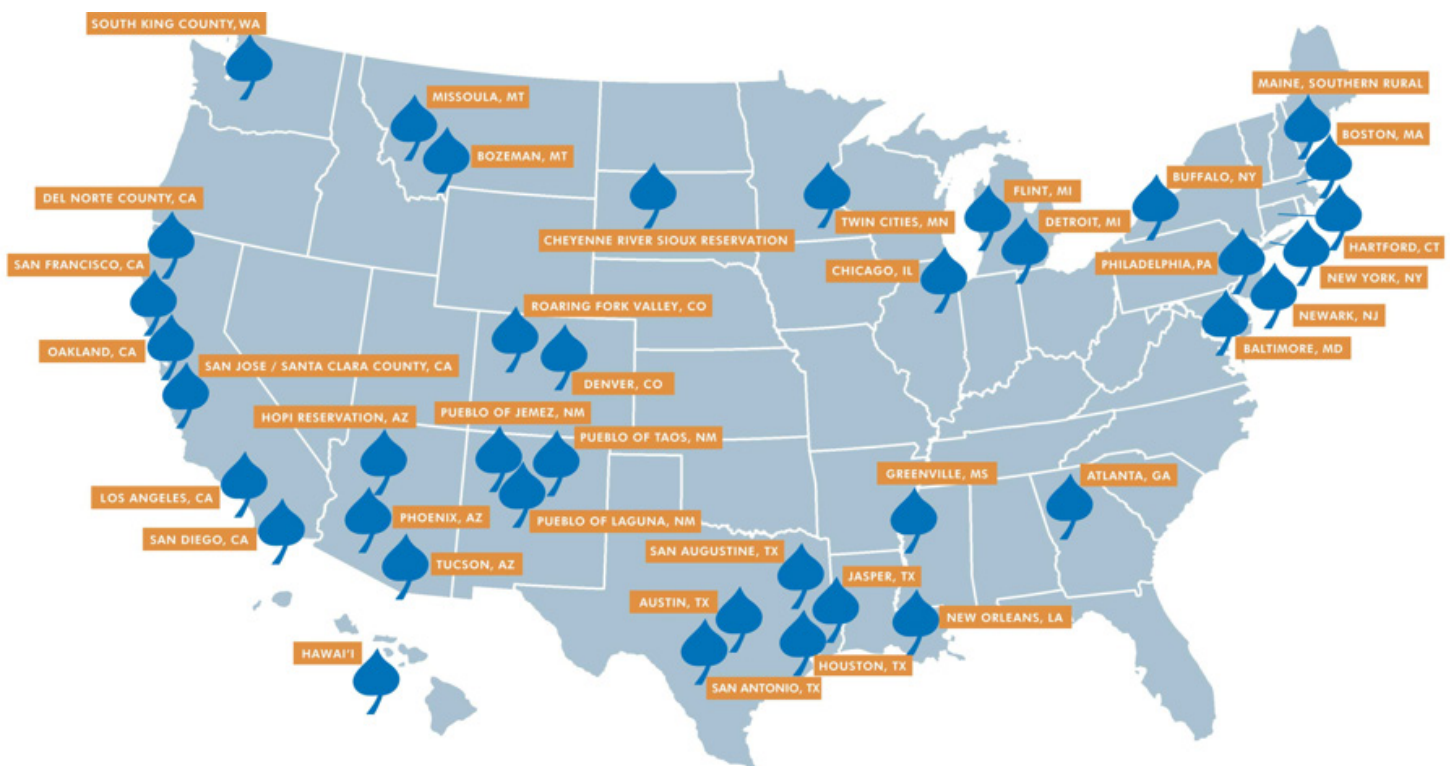 SOUTH KING COUNTY, WA
MISSOULA, MT
BOZEMAN, MT
MAINE, SOUTHERN RURAL
BOSTON, MA
DEL NORTE COUNTY, CA
CHEYENNE RIVER SIOUX RESERVATION
TWIN CITIES, MN
FLINT, MI
DETROIT, MI
BUFFALO, NY
HARTFORD, CT
SAN FRANCISCO, CA
CHICAGO, IL
PHILADELPHIA,PA
NEW YORK, NY
ROARING FORK VALLEY, CO
NEWARK, NJ
OAKLAND, CA
BALTIMORE, MD
SAN JOSE / SANTA CLARA COUNTY, CA
DENVER, CO
HOPI RESERVATION, AZ
PUEBLO OF JEMEZ, NM
PUEBLO OF TAOS, NM
GREENVILLE, MS
ATLANTA, GA
LOS ANGELES, CA
PHOENIX, AZ
PUEBLO OF LAGUNA, NM
SAN DIEGO, CA
TUCSON, AZ
SAN AUGUSTINE, TX
JASPER, TX
AUSTIN, TX
NEW ORLEANS, LA
HAWAI'I
HOUSTON, TX
SAN ANTONIO, TX